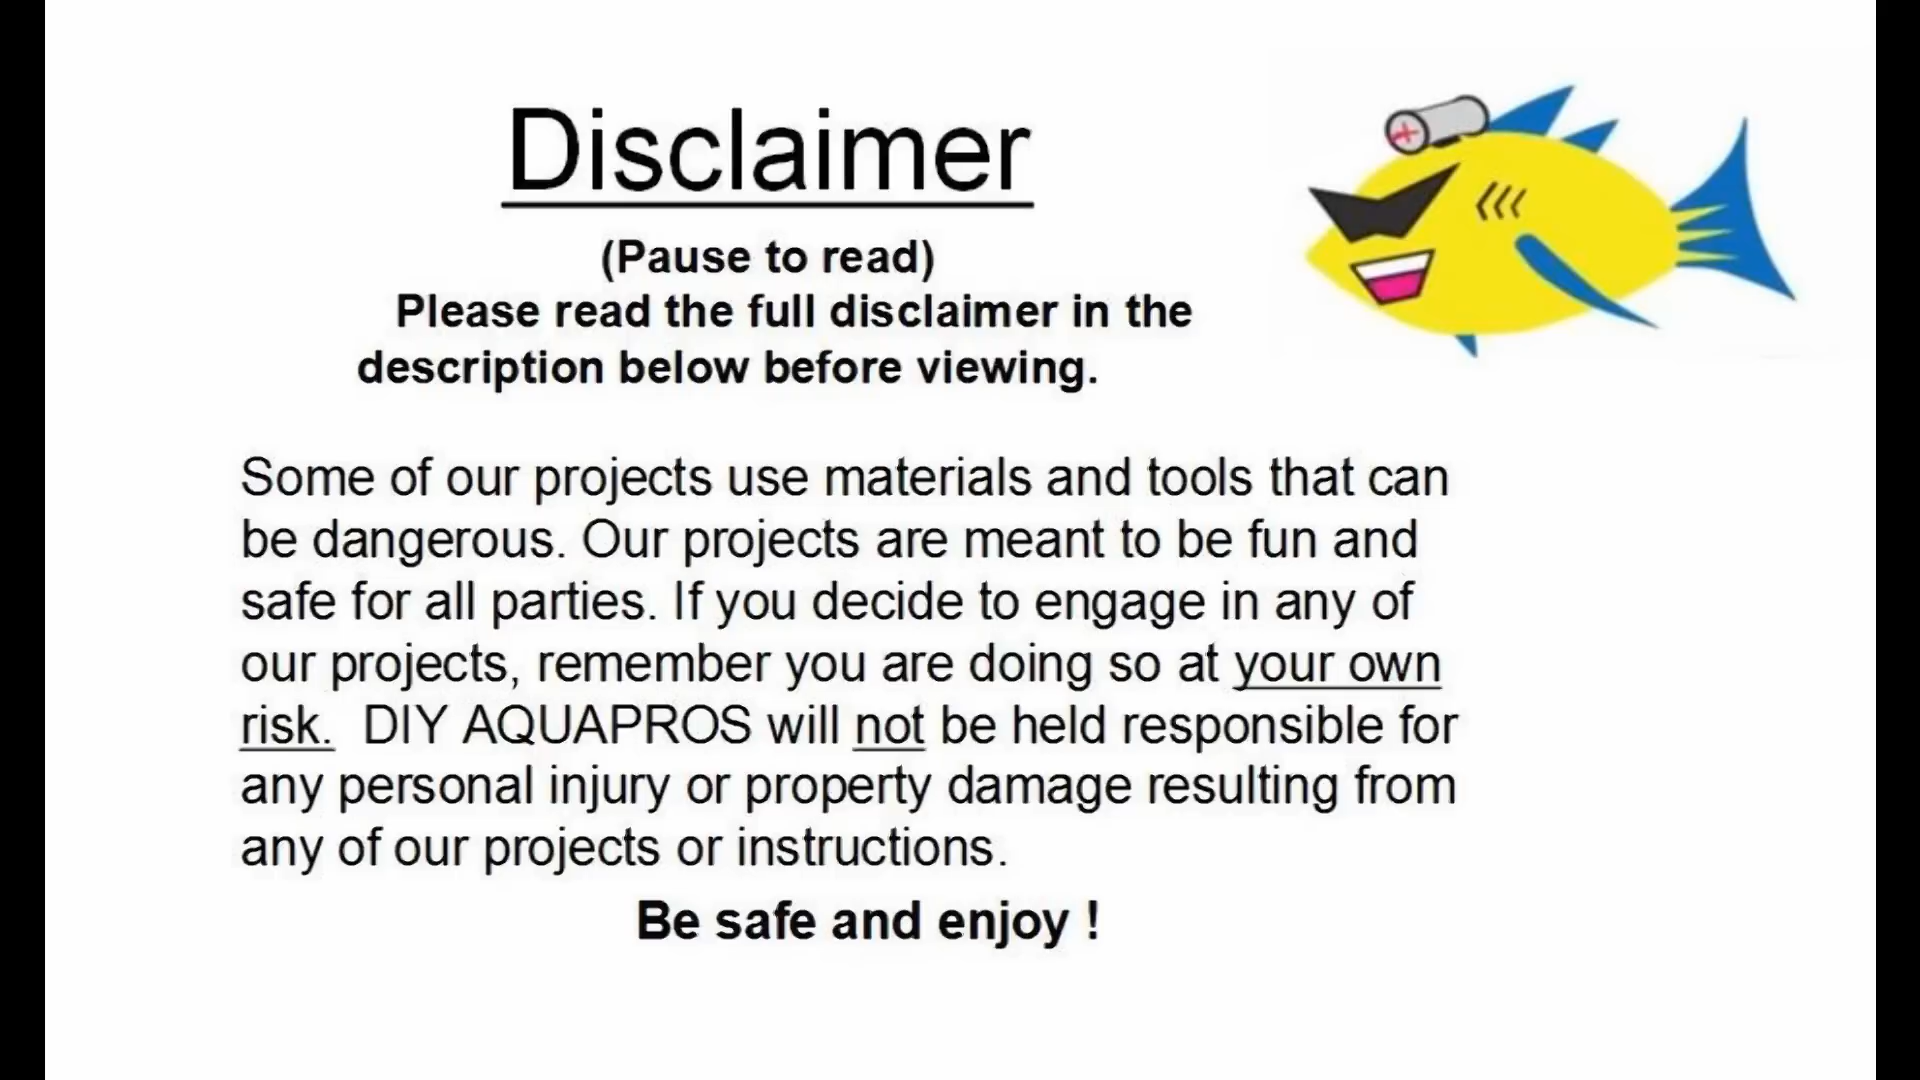 Disclaimer
(Pause to read)
Please read the full disclaimer in the
description below before viewing.
Some of our projects use materials and tools that can
be dangerous. Our projects are meant to be fun and
safe for all parties. If you decide to engage in any of
our projects, remember you are doing so at your own
risk.  DIY AQUAPROS will not be held responsible for
any personal injury or property damage resulting from
any of our projects or instructions.
Be safe and enjoy !